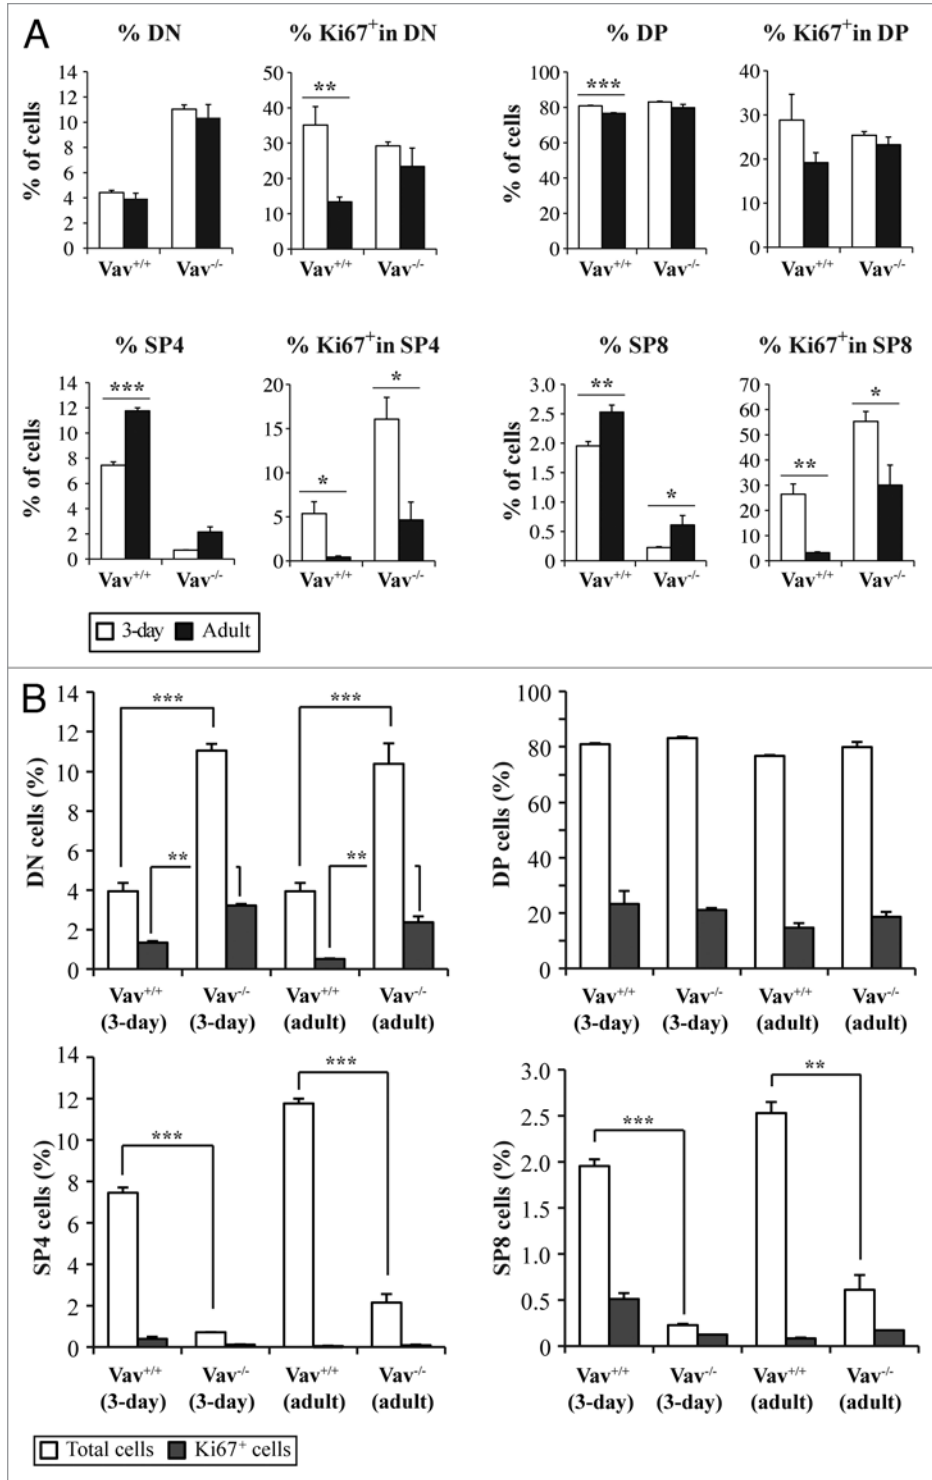 A
% DN
% Ki67+ in DN
% DP
% Ki67+ in DP
% of cells
14
12
10
8
6
4
2
0
**
50
40
30
20
10
0
% of cells
***
100
80
60
40
20
0
40
30
20
10
0
Vav+/+ Vav-/-
Vav+/+ Vav-/-
Vav+/+ Vav-/-
Vav+/+ Vav-/-
% SP4
% Ki67+ in SP4
% SP8
% Ki67+ in SP8
% of cells
***
14
12
10
8
6
4
2
0
*
*
20
15
10
5
0
% of cells
**
*
3.0
2.5
2.0
1.5
1.0
0.5
0
**
*
70
60
50
40
30
20
10
0
Vav+/+ Vav-/-
Vav+/+ Vav-/-
Vav+/+ Vav-/-
Vav+/+ Vav-/-
3-day Adult
B
DN cells (%)
14
12
10
8
6
4
2
0
***
***
**
**
Vav+/+ Vav-/- Vav+/+ Vav-/-
(3-day) (3-day) (adult) (adult)
DP cells (%)
100
80
60
40
20
0
Vav+/+ Vav-/- Vav+/+ Vav-/-
(3-day) (3-day) (adult) (adult)
SP4 cells (%)
14
12
10
8
6
4
2
0
***
***
Vav+/+ Vav-/- Vav+/+ Vav-/-
(3-day) (3-day) (adult) (adult)
SP8 cells (%)
3.0
2.5
2.0
1.5
1.0
0.5
0
***
**
Vav+/+ Vav-/- Vav+/+ Vav-/-
(3-day) (3-day) (adult) (adult)
Total cells Ki67+ cells